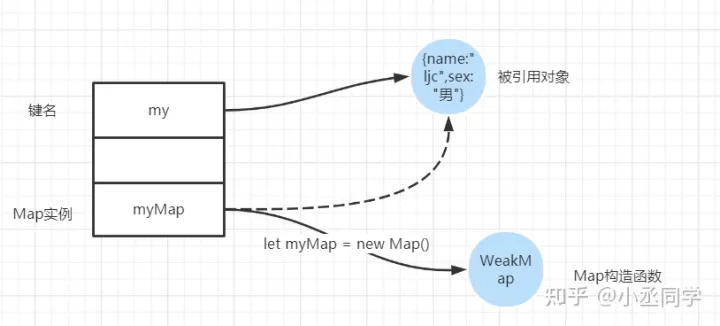 {name:"
ljc",sex:
"男"}
被引用对象
键名
my
Map实例
myMap
let myMap = new Map()
WeakM
ap
Map构造函数
知乎 @小丞同学